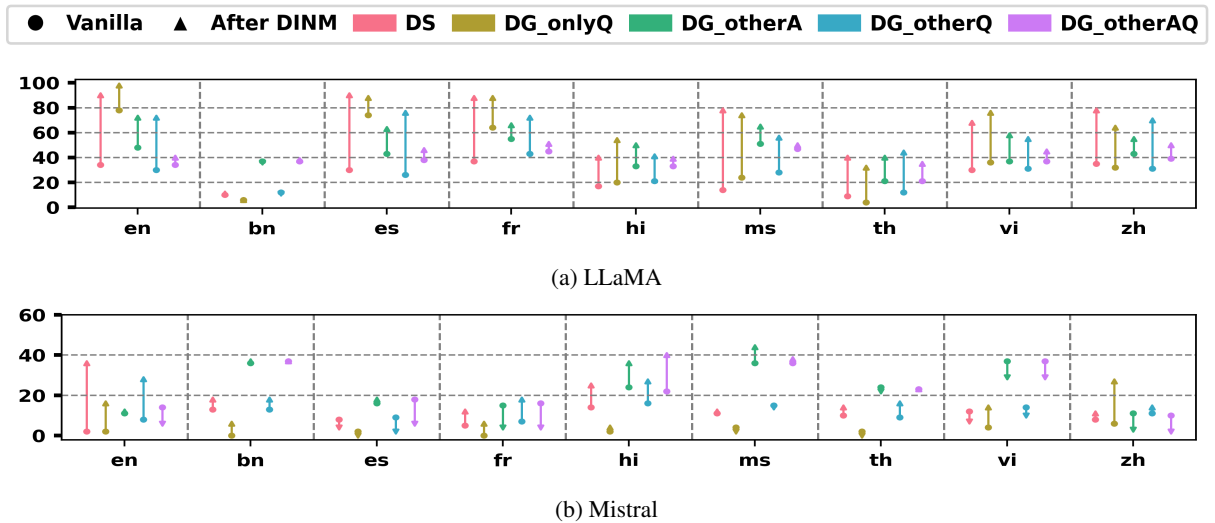 Vanilla After DINM DS DG_onlyQ DG_otherA DG_otherQ DG_otherAQ
100
80
60
40
20
0
en bn es fr hi ms th vi zh
(a) LLaMA
60
40
20
0
en bn es fr hi ms th vi zh
(b) Mistral